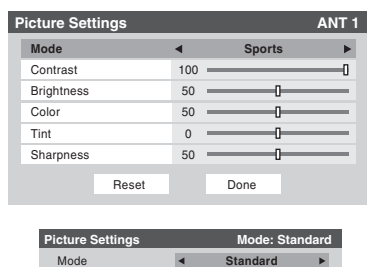 Picture Settings ANT 1
Mode ◄ Sports ►
Contrast 100
Brightness 50
Color 50
Tint 0
Sharpness 50
Reset Done
Picture Settings Mode: Standard
Mode ◄ Standard ►